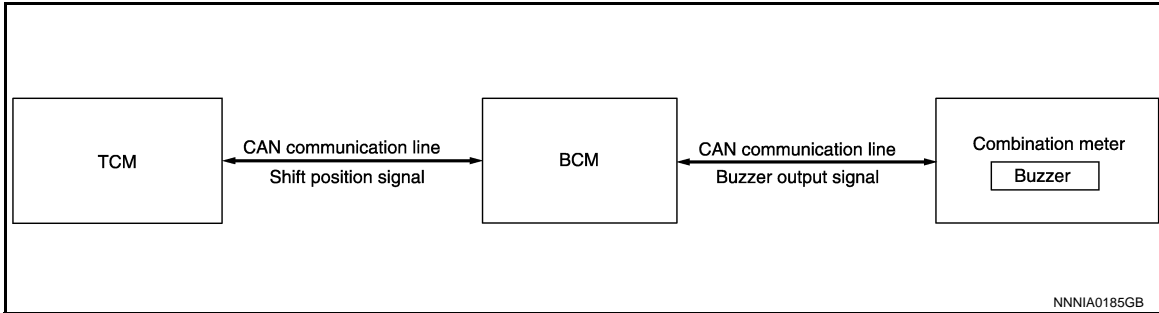 TCM
CAN communication line
Shift position signal
BCM
CAN communication line
Buzzer output signal
Combination meter
Buzzer
NNNIA0185GB